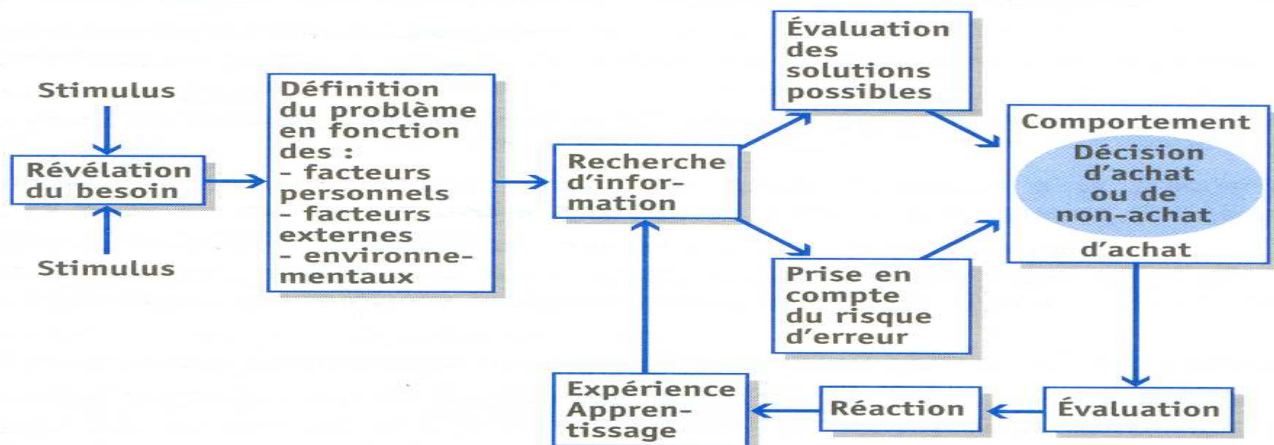 Stimulus
Révélation
du besoin
Stimulus
Définition
du problème
en fonction
des :
- facteurs
personnels
- facteurs
externes
- environne-
mentaux
Recherche
d'infor-
mation
Évaluation
des
solutions
possibles
Prise en
compte
du risque
d'erreur
Comportement
Décision
d'achat
ou de
non-achat
d'achat
Évaluation
Réaction
Expérience
Appren-
tissage